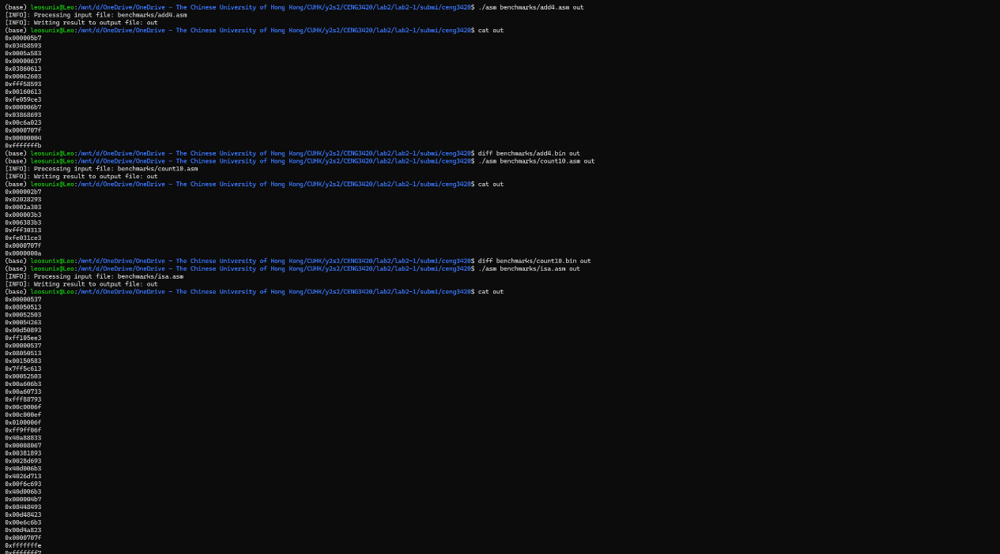 (base) leosunix@Leo:/mnt/d/OneDrive/OneDrive - The Chinese University of Hong Kong/CUHK/y2s2/CENG3420/lab2/lab2-1/submi/ceng3420$ ./asm benchmarks/add4.asm out
[INFO]: Processing input file: benchmarks/add4.asm
[INFO]: Writing result to output file: out
(base) leosunix@Leo:/mnt/d/OneDrive/OneDrive - The Chinese University of Hong Kong/CUHK/y2s2/CENG3420/lab2/lab2-1/submi/ceng3420$ cat out
0x000005b7
0x03458593
0x0005a583
0x00000637
0x03860613
0x00062603
0xfff58593
0x00160613
0xfe059ce3
0x000006b7
0x03868693
0x00c6a023
0x0000707f
0x00000004
0xfffffffb
(base) leosunix@Leo:/mnt/d/OneDrive/OneDrive - The Chinese University of Hong Kong/CUHK/y2s2/CENG3420/lab2/lab2-1/submi/ceng3420$ diff benchmarks/add4.bin out
(base) leosunix@Leo:/mnt/d/OneDrive/OneDrive - The Chinese University of Hong Kong/CUHK/y2s2/CENG3420/lab2/lab2-1/submi/ceng3420$ ./asm benchmarks/count10.asm out
[INFO]: Processing input file: benchmarks/count10.asm
[INFO]: Writing result to output file: out
(base) leosunix@Leo:/mnt/d/OneDrive/OneDrive - The Chinese University of Hong Kong/CUHK/y2s2/CENG3420/lab2/lab2-1/submi/ceng3420$ cat out
0x000002b7
0x02028293
0x0002a303
0x000003b3
0x006383b3
0xfff30313
0xfe031ce3
0x0000707f
0x0000000a
(base) leosunix@Leo:/mnt/d/OneDrive/OneDrive - The Chinese University of Hong Kong/CUHK/y2s2/CENG3420/lab2/lab2-1/submi/ceng3420$ diff benchmarks/count10.bin out
(base) leosunix@Leo:/mnt/d/OneDrive/OneDrive - The Chinese University of Hong Kong/CUHK/y2s2/CENG3420/lab2/lab2-1/submi/ceng3420$ ./asm benchmarks/isa.asm out
[INFO]: Processing input file: benchmarks/isa.asm
[INFO]: Writing result to output file: out
(base) leosunix@Leo:/mnt/d/OneDrive/OneDrive - The Chinese University of Hong Kong/CUHK/y2s2/CENG3420/lab2/lab2-1/submi/ceng3420$ cat out
0x00000537
0x08050513
0x00052503
0x00054263
0x00d50893
0xff105ee3
0x00000537
0x08050513
0x00150583
0x7ff5c613
0x00052503
0x00a606b3
0x00a60733
0xfff88793
0x00c0006f
0x00c000ef
0x0100006f
0xff9ff06f
0x40a88833
0x00008067
0x00381893
0x0028d693
0x40d006b3
0x4026d713
0x00f6c693
0x40d006b3
0x000004b7
0x08448493
0x00d48423
0x00e6c6b3
0x00d4a823
0x0000707f
0xfffffffe
0xfffffff7